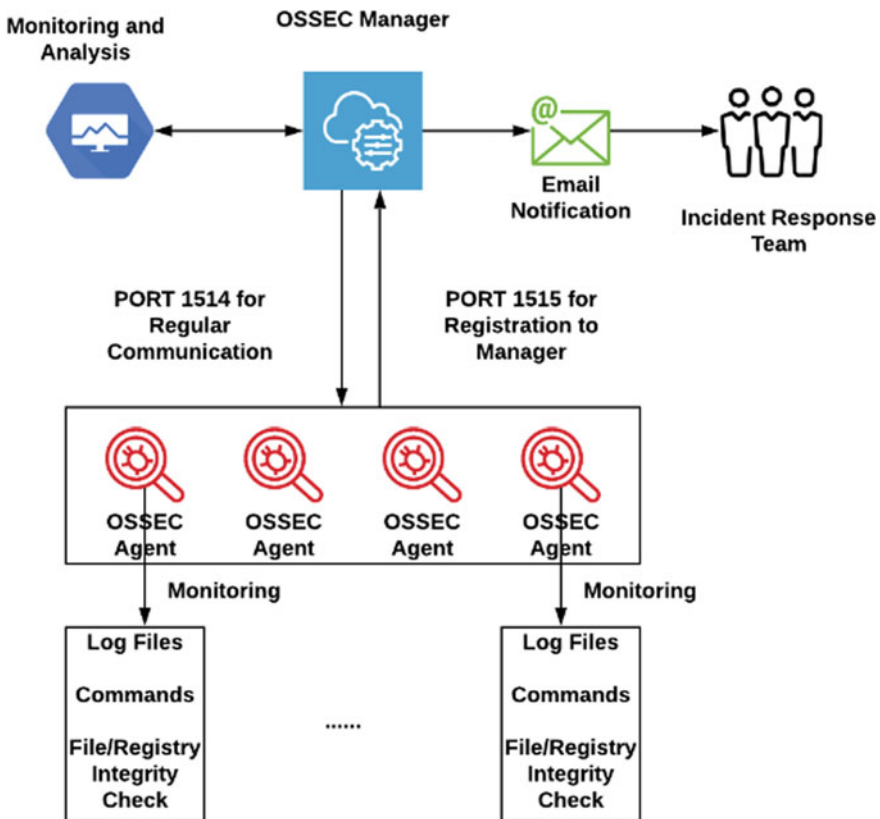 Monitoring and
Analysis
OSSEC Manager
@
Email
Notification
Incident Response
Team
PORT 1514 for
Regular
Communication
PORT 1515 for
Registration to
Manager
OSSEC
Agent
OSSEC
Agent
OSSEC
Agent
OSSEC
Agent
Monitoring
Monitoring
Log Files
Commands
File/Registry
Integrity
Check
......
Log Files
Commands
File/Registry
Integrity
Check